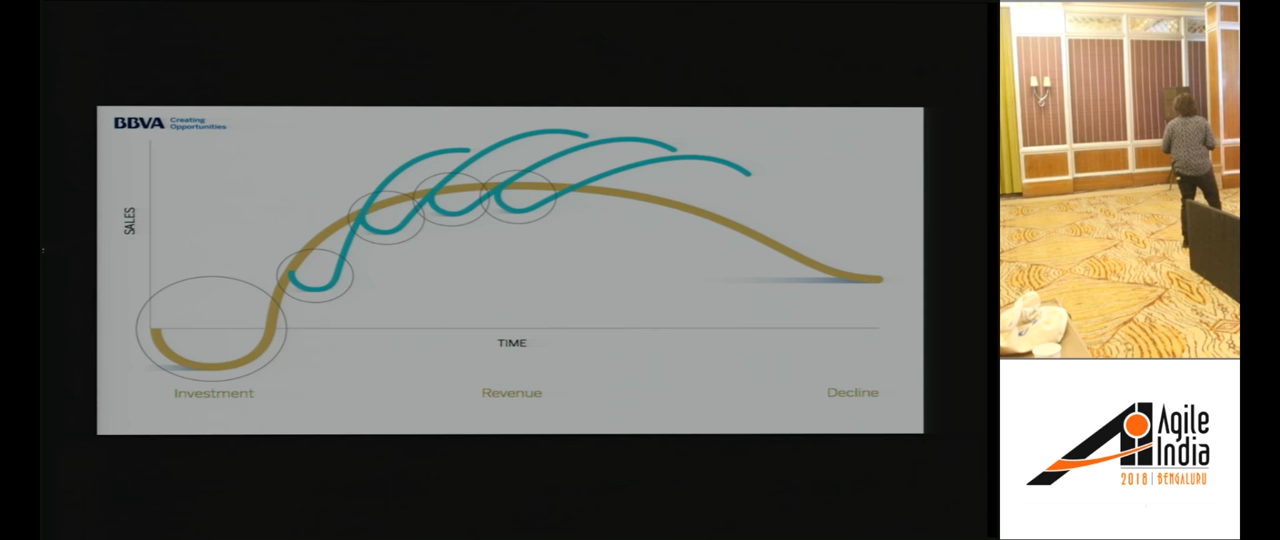 BBVA Creating
Opportunities
SALES
TIME
Investment
Revenue
Decline
Agile
India
2018 | BENGALURU